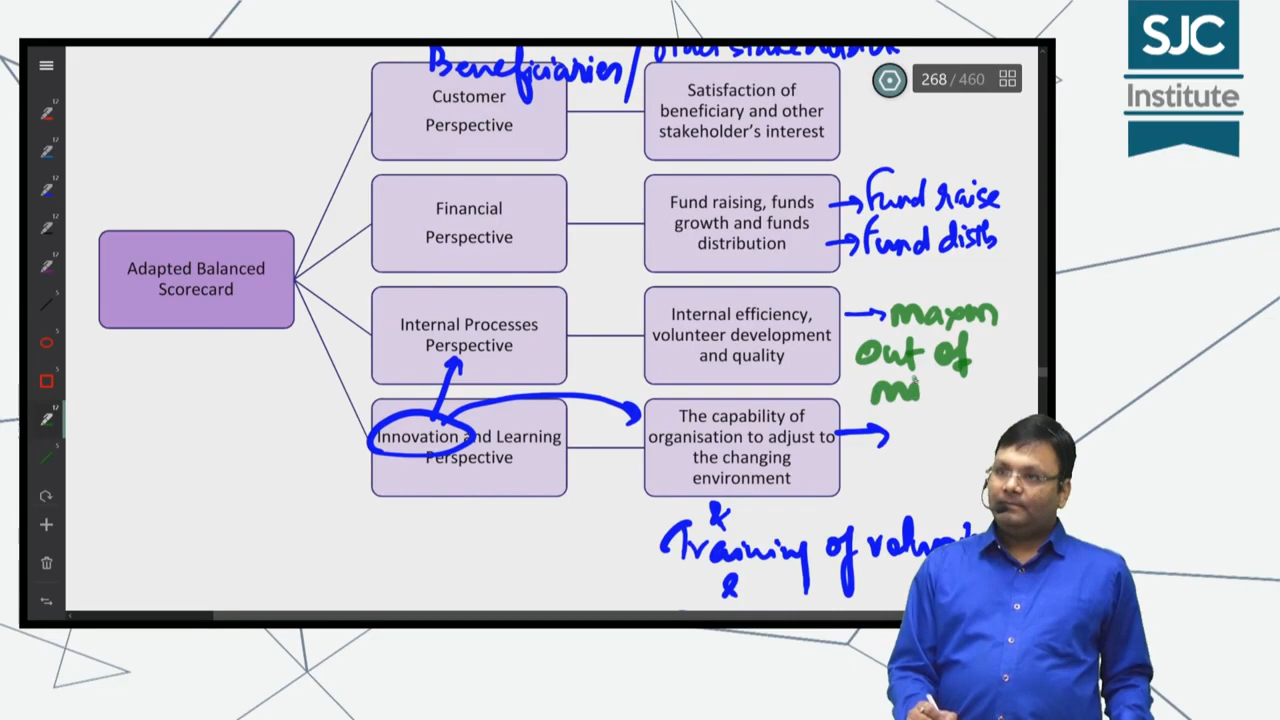 SJC
Institute
268 / 460
Beneficiaries /
Customer
Perspective
Satisfaction of
beneficiary and other
stakeholder's interest
Financial
Perspective
Fund raising, funds
growth and funds
distribution
Fund raise
Fund distb
Adapted Balanced
Scorecard
Internal Processes
Perspective
Internal efficiency,
volunteer development
and quality
maxm
out of
mi
Innovation and Learning
Perspective
The capability of
organisation to adjust to
the changing
environment
&
Training of
&